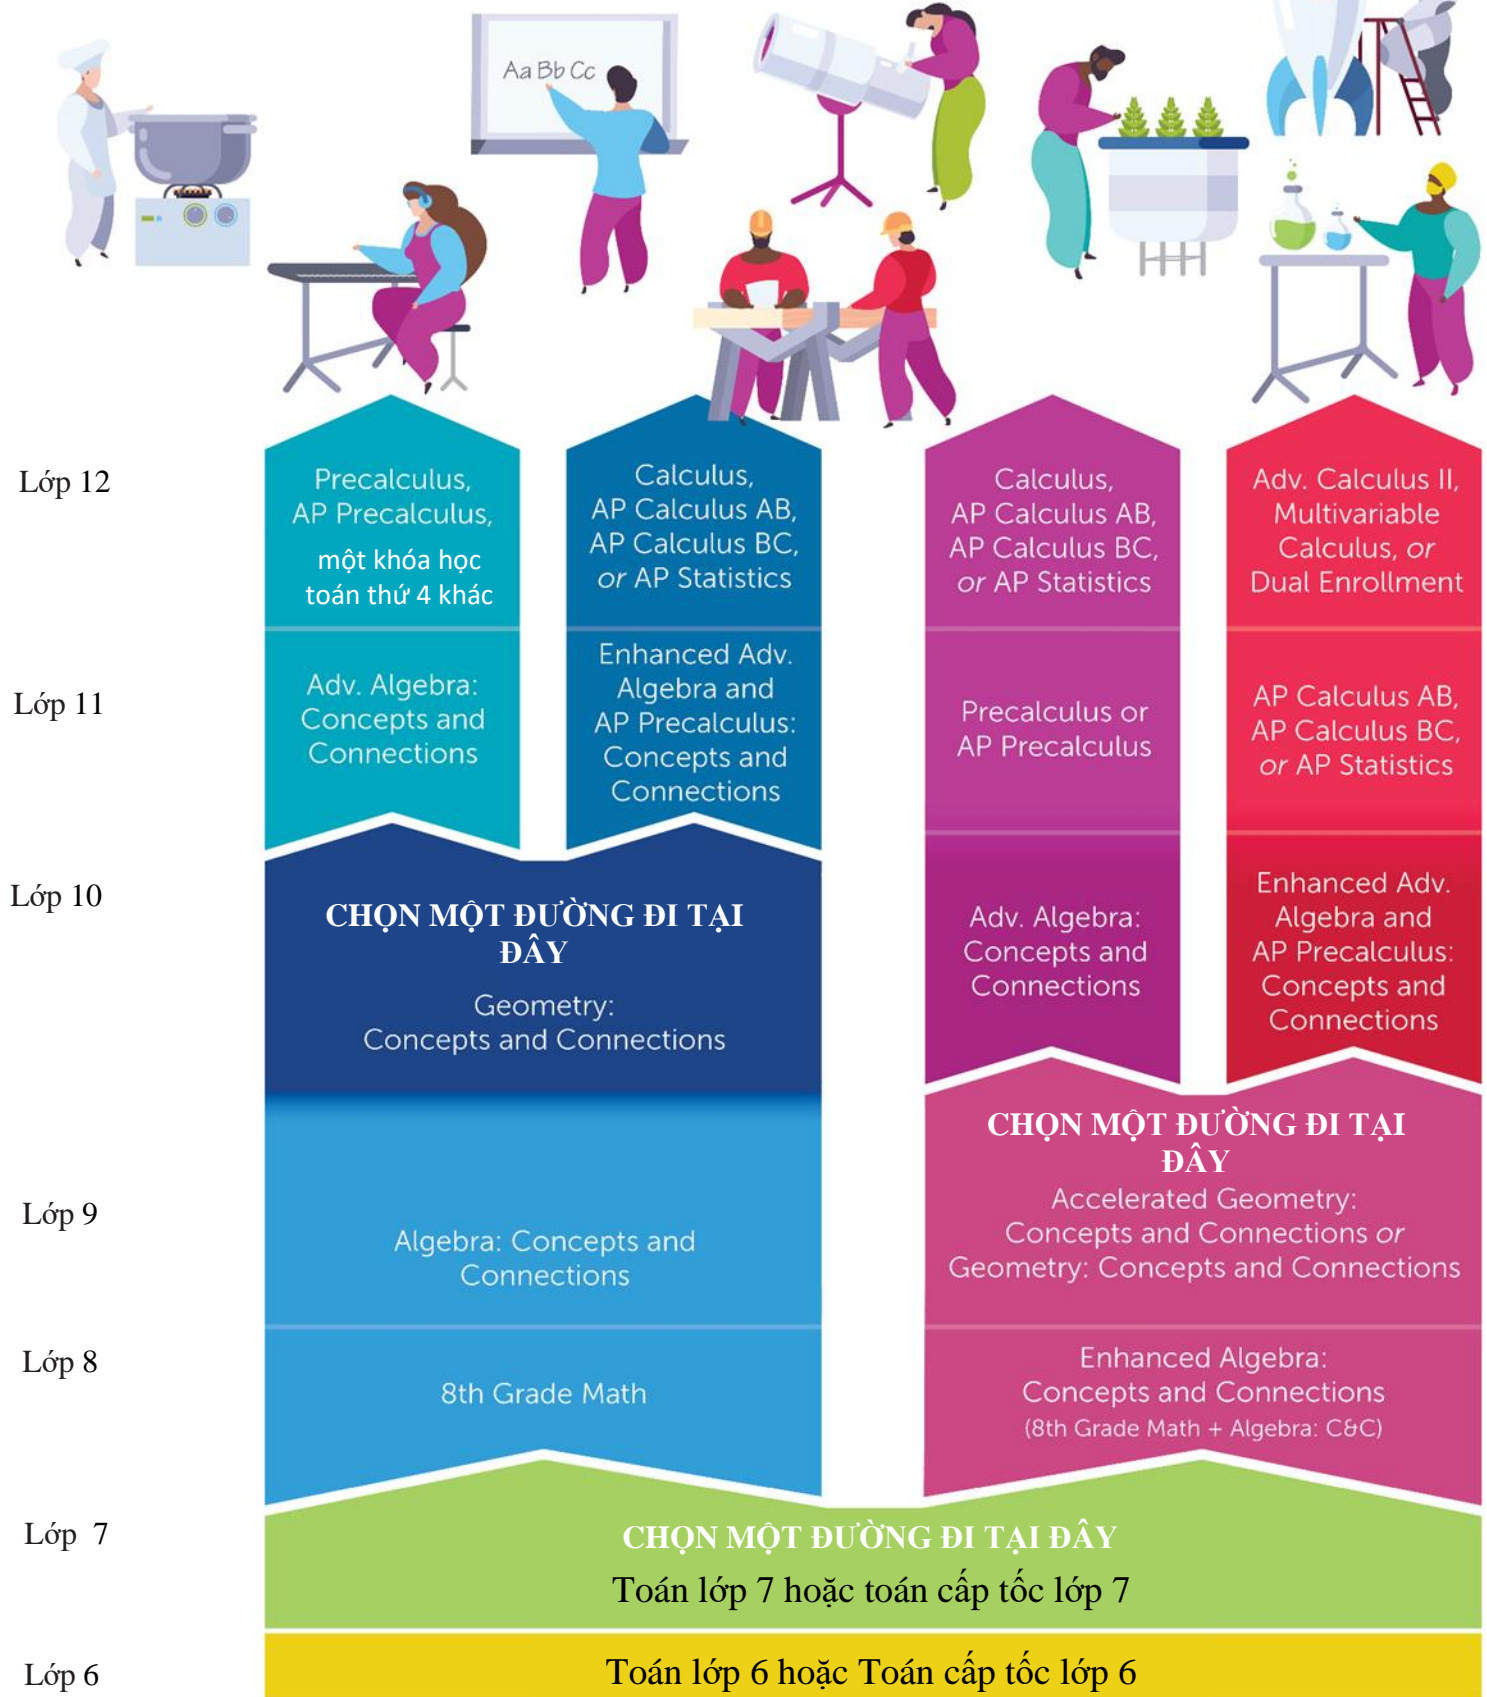 Aa Bb Cc
Lớp 12
Precalculus,
AP Precalculus,
một khóa học
toán thứ 4 khác
Calculus,
AP Calculus AB,
AP Calculus BC,
or AP Statistics
Calculus,
AP Calculus AB,
AP Calculus BC,
or AP Statistics
Adv. Calculus II,
Multivariable
Calculus, or
Dual Enrollment
Lớp 11
Adv. Algebra:
Concepts and
Connections
Enhanced Adv.
Algebra and
AP Precalculus:
Concepts and
Connections
Precalculus or
AP Precalculus
AP Calculus AB,
AP Calculus BC,
or AP Statistics
Lớp 10
CHỌN MỘT ĐƯỜNG ĐI TẠI
ĐÂY
Geometry:
Concepts and Connections
Adv. Algebra:
Concepts and
Connections
Enhanced Adv.
Algebra and
AP Precalculus:
Concepts and
Connections
Lớp 9
Algebra: Concepts and
Connections
CHỌN MỘT ĐƯỜNG ĐI TẠI
ĐÂY
Accelerated Geometry:
Concepts and Connections or
Geometry: Concepts and Connections
Lớp 8
8th Grade Math
Enhanced Algebra:
Concepts and Connections
(8th Grade Math + Algebra: C&C)
Lớp 7
CHỌN MỘT ĐƯỜNG ĐI TẠI ĐÂY
Toán lớp 7 hoặc toán cấp tốc lớp 7
Lớp 6
Toán lớp 6 hoặc Toán cấp tốc lớp 6